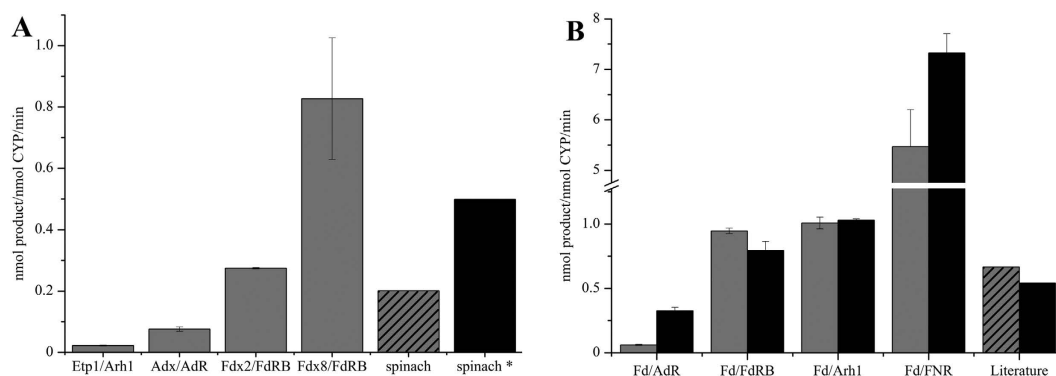 A
nmol product/nmol CYP/min
1.0
0.8
0.6
0.4
0.2
0
Etp1/Arh1 Adx/AdR Fdx2/FdRB Fdx8/FdRB spinach spinach *
B
nmol product/nmol CYP/min
8
7
6
5
1.0
0.5
0
Fd/AdR Fd/FdRB Fd/Arh1 Fd/FNR Literature